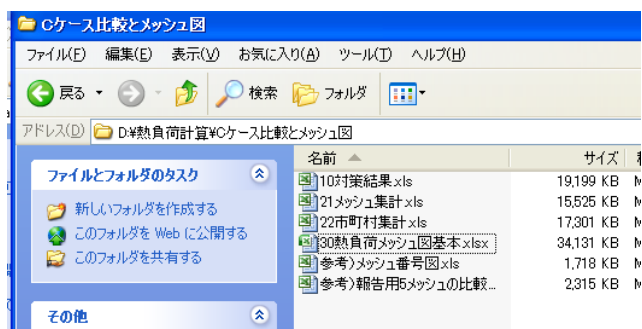 Cケース比較とメッシュ図
ファイル(F) 編集(E) 表示(V) お気に入り(A) ツール(T) ヘルプ(H)
戻る 検索 フォルダ
アドレス(D) D:¥熱負荷計算¥Cケース比較とメッシュ図
名前 サイズ
ファイルとフォルダのタスク
新しいフォルダを作成する
このフォルダを Web に公開する
このフォルダを共有する
その他
10対策結果.xls 19,199 KB
21メッシュ集計.xls 15,525 KB
22市町村集計.xls 17,301 KB
30熱負荷メッシュ図基本.xlsx 34,131 KB
参考)メッシュ番号図.xls 1,718 KB
参考)報告用5メッシュの比較... 2,315 KB